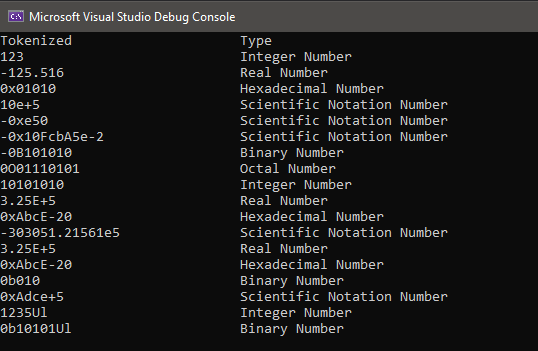 Microsoft Visual Studio Debug Console
Tokenized Type
123 Integer Number
-125.516 Real Number
0x01010 Hexadecimal Number
10e+5 Scientific Notation Number
-0xe50 Scientific Notation Number
-0x10FcbA5e-2 Scientific Notation Number
-0B101010 Binary Number
0O01110101 Octal Number
10101010 Integer Number
3.25E+5 Real Number
0xAbcE-20 Hexadecimal Number
-303051.21561e5 Scientific Notation Number
3.25E+5 Real Number
0xAbcE-20 Hexadecimal Number
0b010 Binary Number
0xAdce+5 Scientific Notation Number
1235Ul Integer Number
0b10101Ul Binary Number